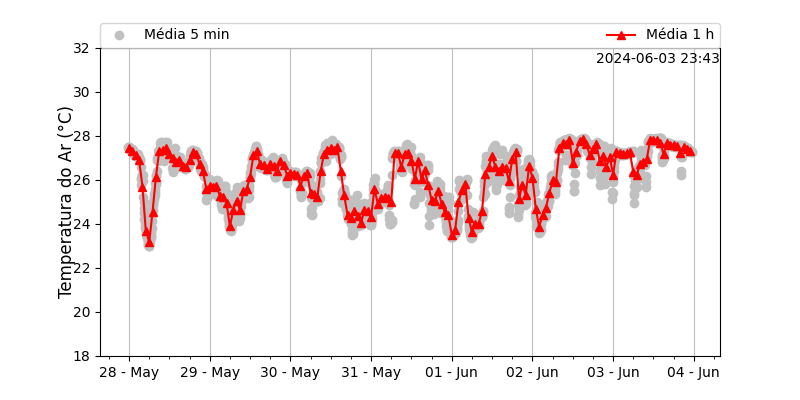 Média 5 min
Média 1 h
2024-06-03 23:43
Temperatura do Ar (°C)
32
30
28
26
24
22
20
18
28 - May
29 - May
30 - May
31 - May
01 - Jun
02 - Jun
03 - Jun
04 - Jun